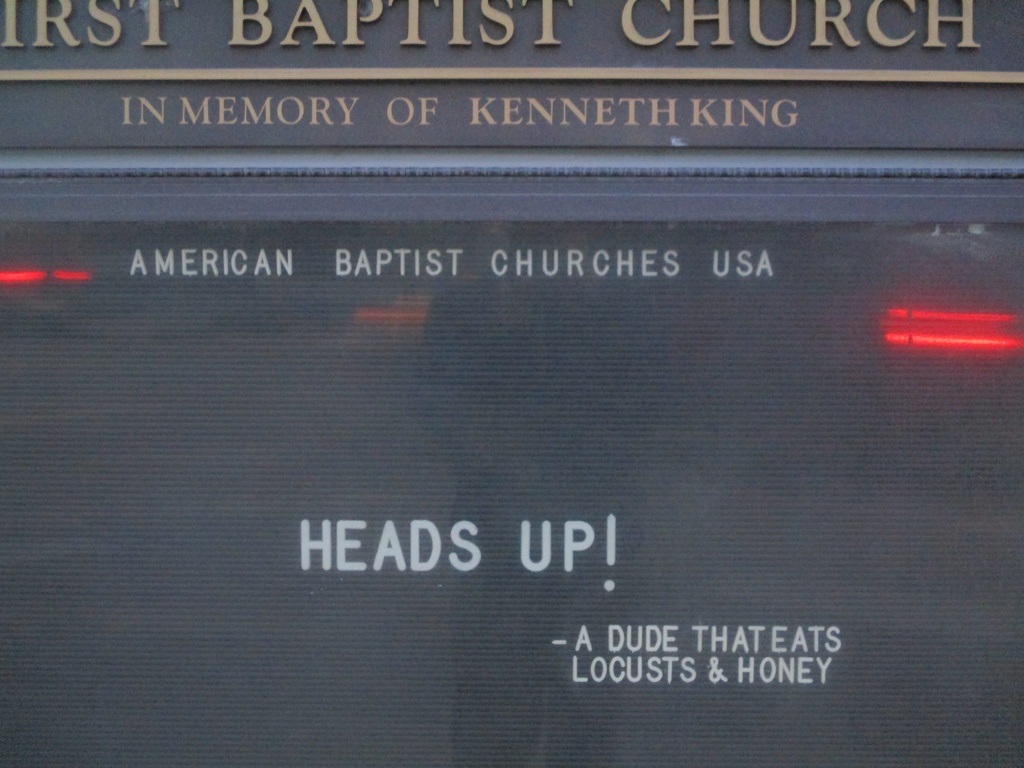 IRST BAPTIST CHURCH
IN MEMORY OF KENNETH KING
AMERICAN BAPTIST CHURCHES USA
HEADS UP!
- A DUDE THAT EATS
LOCUSTS & HONEY